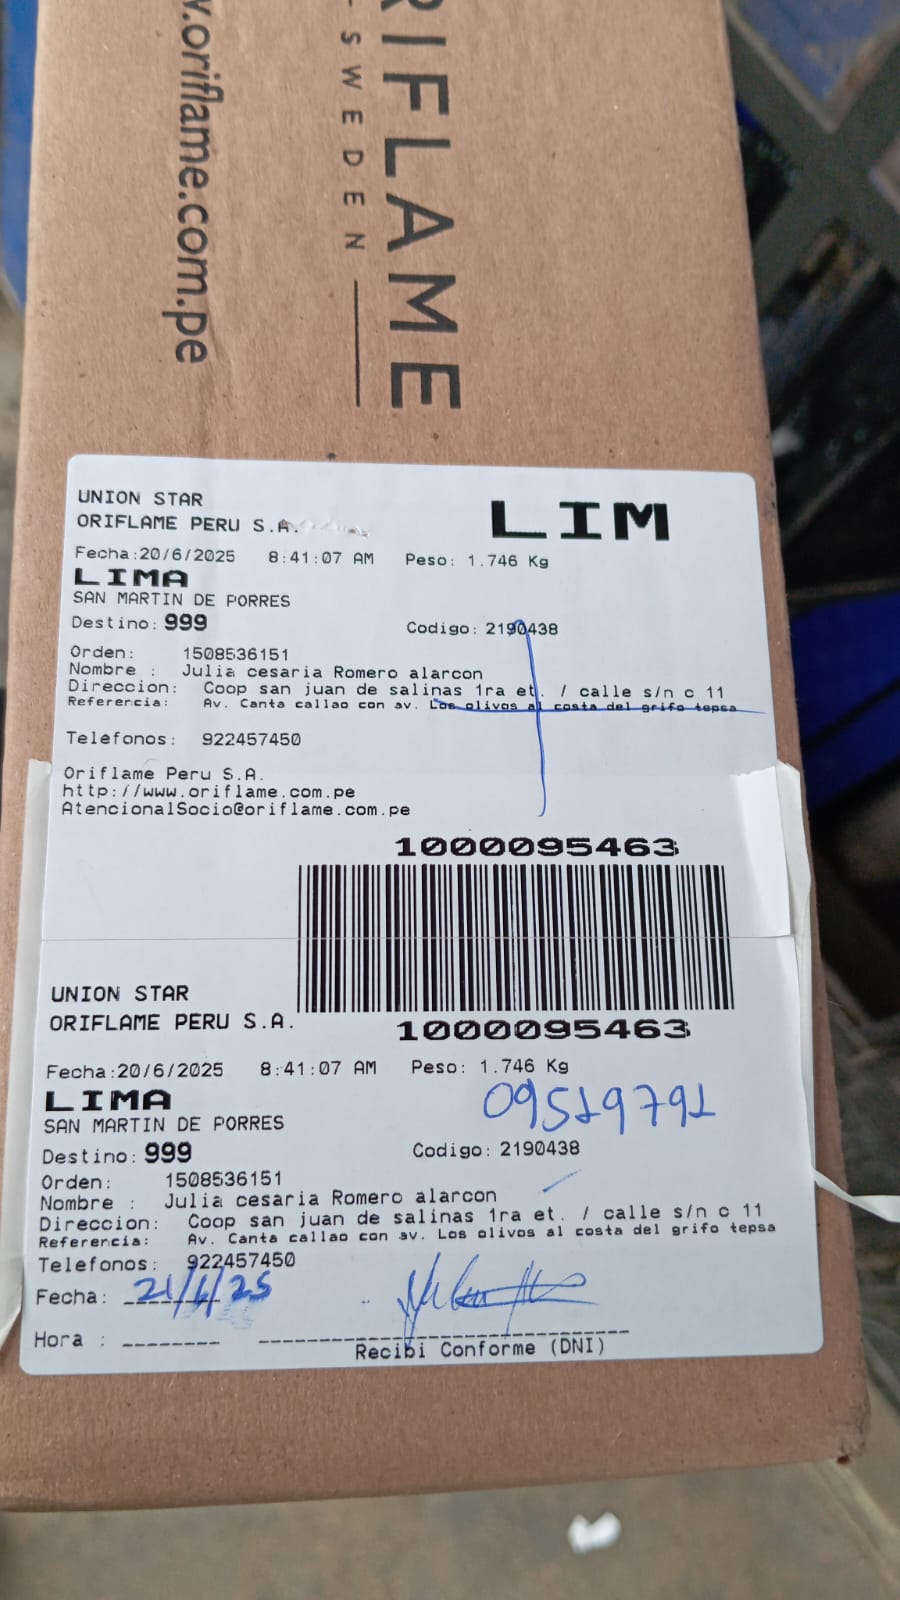 w.oriflame.com.pe
RIFLAME
SWEDEN
UNION STAR
ORIFLAME PERU S.A.
LIM
Fecha:20/6/2025 8:41:07 AM Peso: 1.746 Kg
LIMA
SAN MARTIN DE PORRES
Destino: 999 Codigo: 2190438
Orden: 1508536151
Nombre : Julia cesaria Romero alarcon
Direccion: Coop san juan de salinas 1ra et. / calle s/n c 11
Referencia: Av. Canta callao con av. Los olivos al costa del grifo tepsa
Telefonos: 922457450
Oriflame Peru S.A.
http://www.oriflame.com.pe
AtencionalSocio@oriflame.com.pe
1000095463
UNION STAR
ORIFLAME PERU S.A.
1000095463
Fecha:20/6/2025 8:41:07 AM Peso: 1.746 Kg
LIMA
09519791
SAN MARTIN DE PORRES
Destino: 999 Codigo: 2190438
Orden: 1508536151
Nombre : Julia cesaria Romero alarcon
Direccion: Coop san juan de salinas 1ra et. / calle s/n c 11
Referencia: Av. Canta callao con av. Los olivos al costa del grifo tepsa
Telefonos: 922457450
Fecha: 21/6/25
Hora :
Recibi Conforme (DNI)